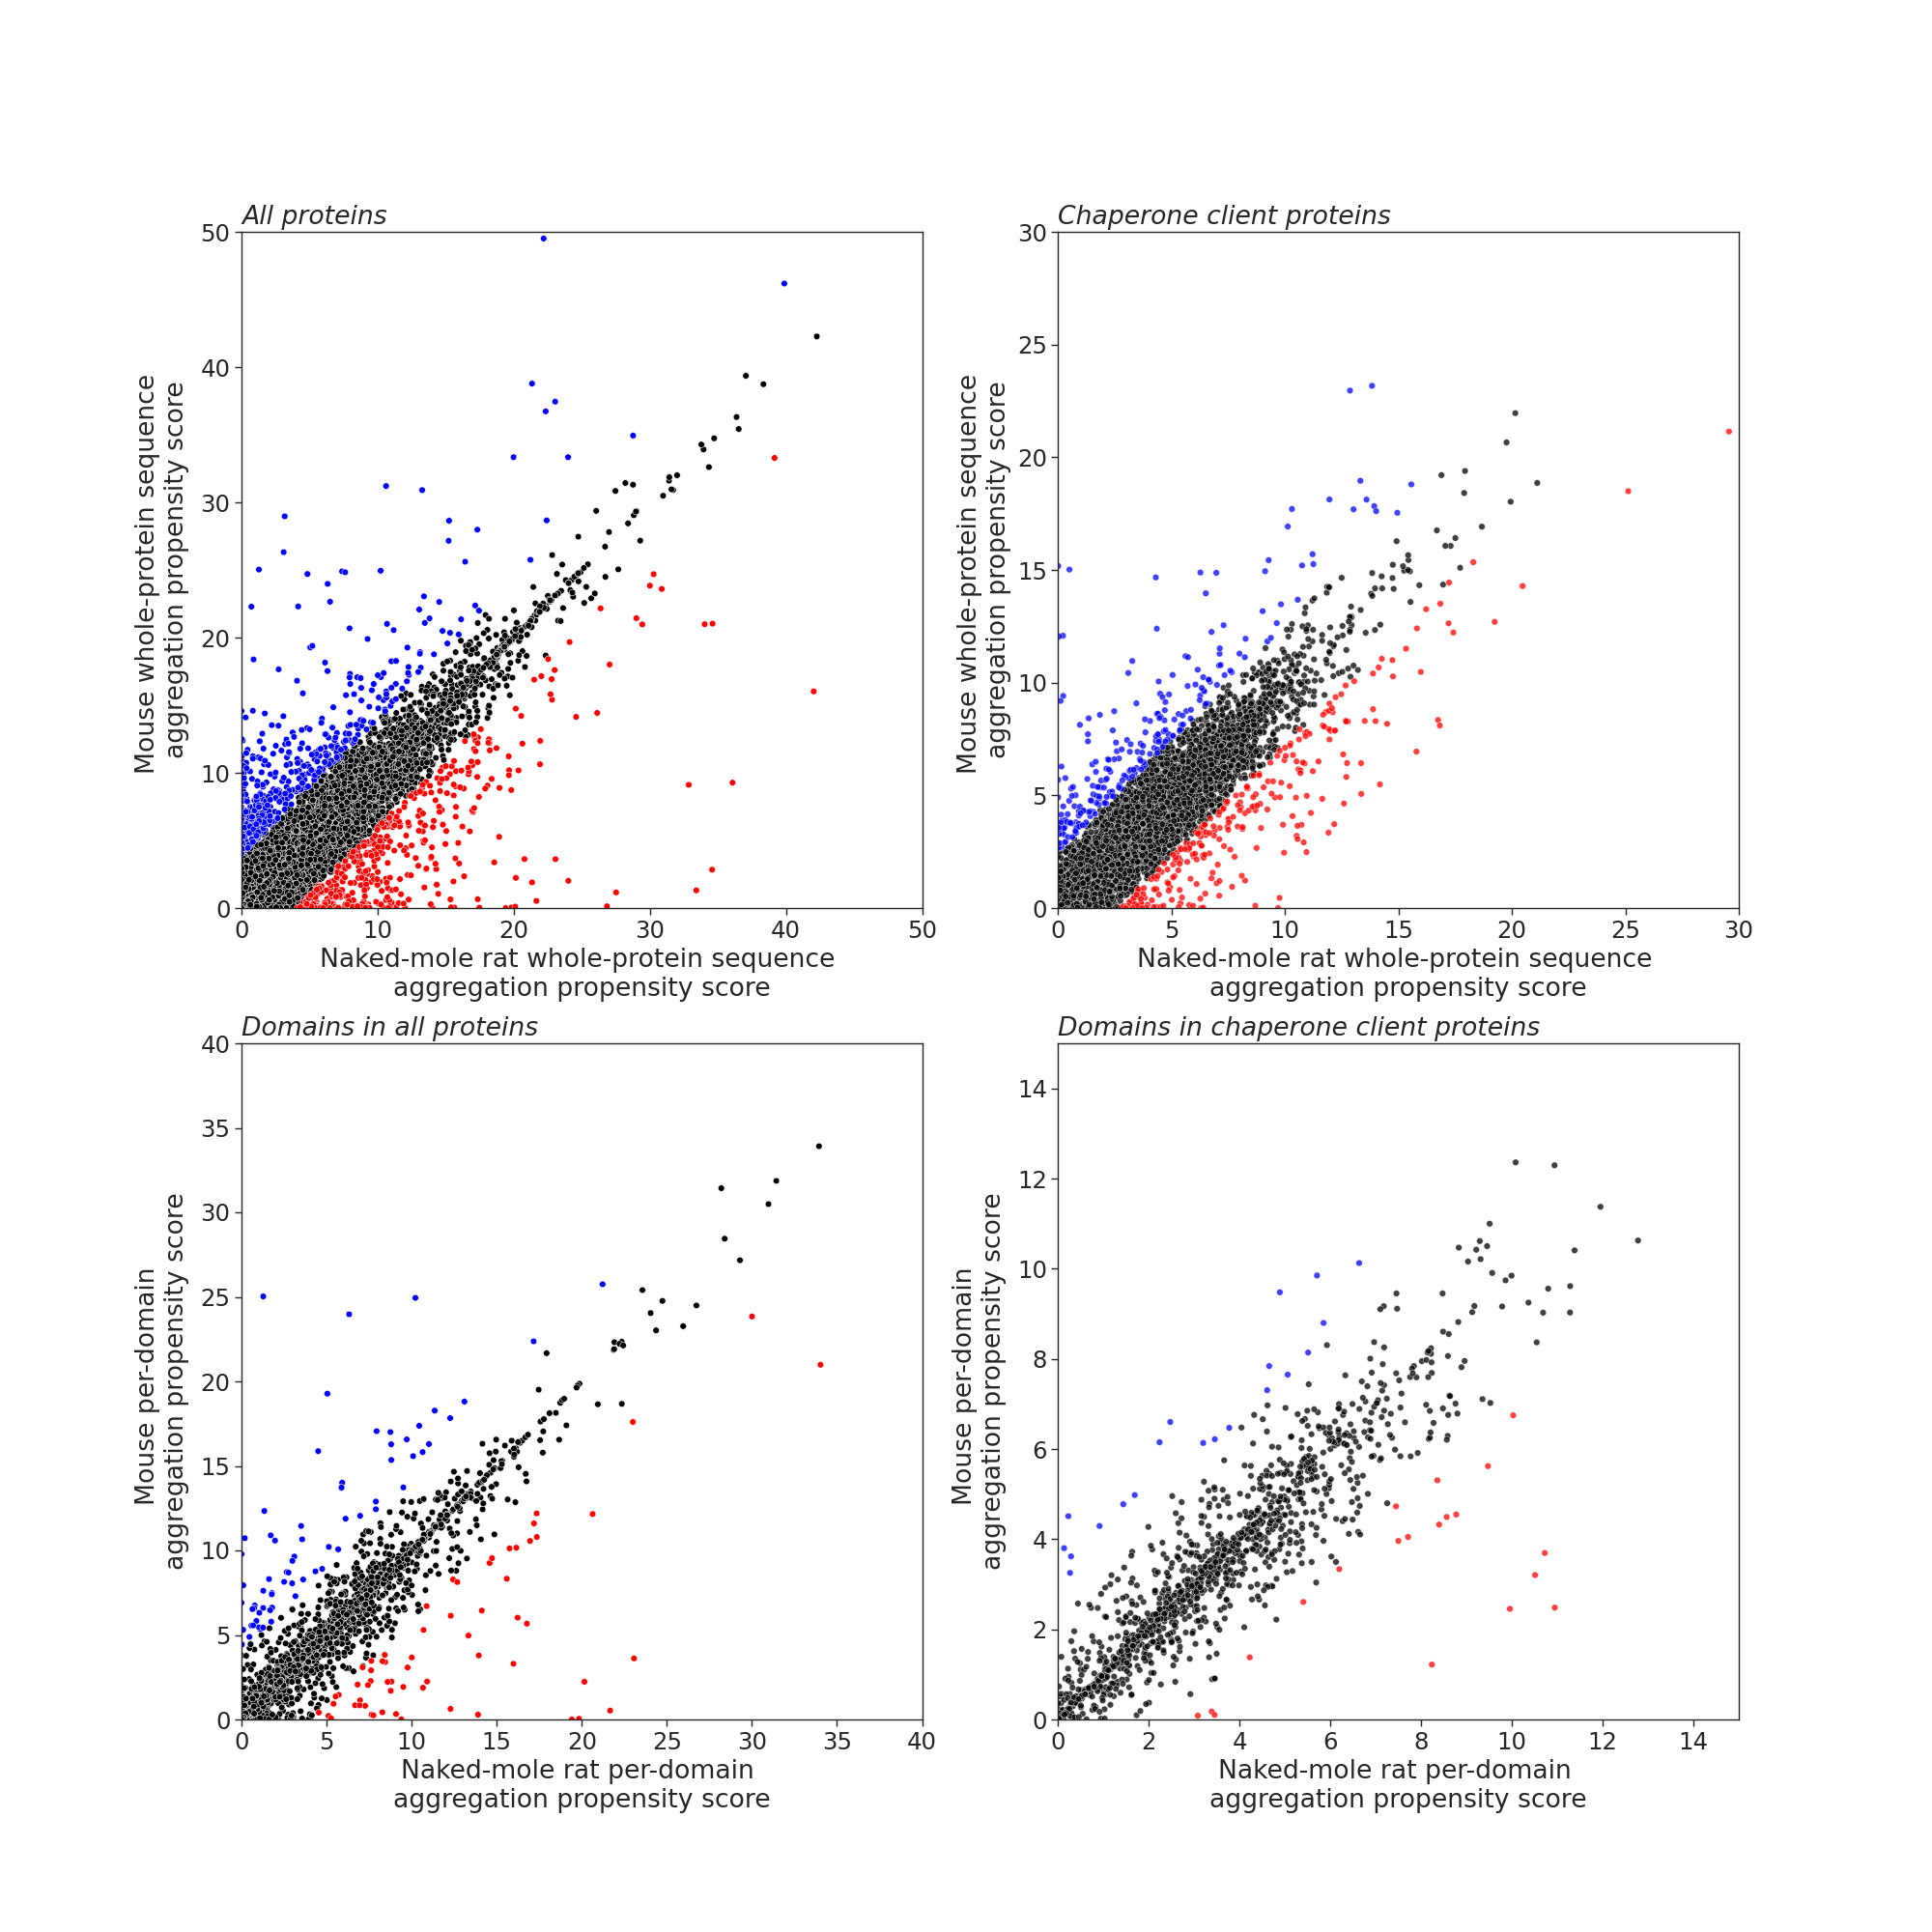 All proteins
Chaperone client proteins
50
40
30
20
10
0
Mouse whole-protein sequence
aggregation propensity score
0 10 20 30 40 50
Naked-mole rat whole-protein sequence
aggregation propensity score
30
25
20
15
10
5
0
Mouse whole-protein sequence
aggregation propensity score
0 5 10 15 20 25 30
Naked-mole rat whole-protein sequence
aggregation propensity score
Domains in all proteins
Domains in chaperone client proteins
40
35
30
25
20
15
10
5
0
Mouse per-domain
aggregation propensity score
0 5 10 15 20 25 30 35 40
Naked-mole rat per-domain
aggregation propensity score
14
12
10
8
6
4
2
0
Mouse per-domain
aggregation propensity score
0 2 4 6 8 10 12 14
Naked-mole rat per-domain
aggregation propensity score